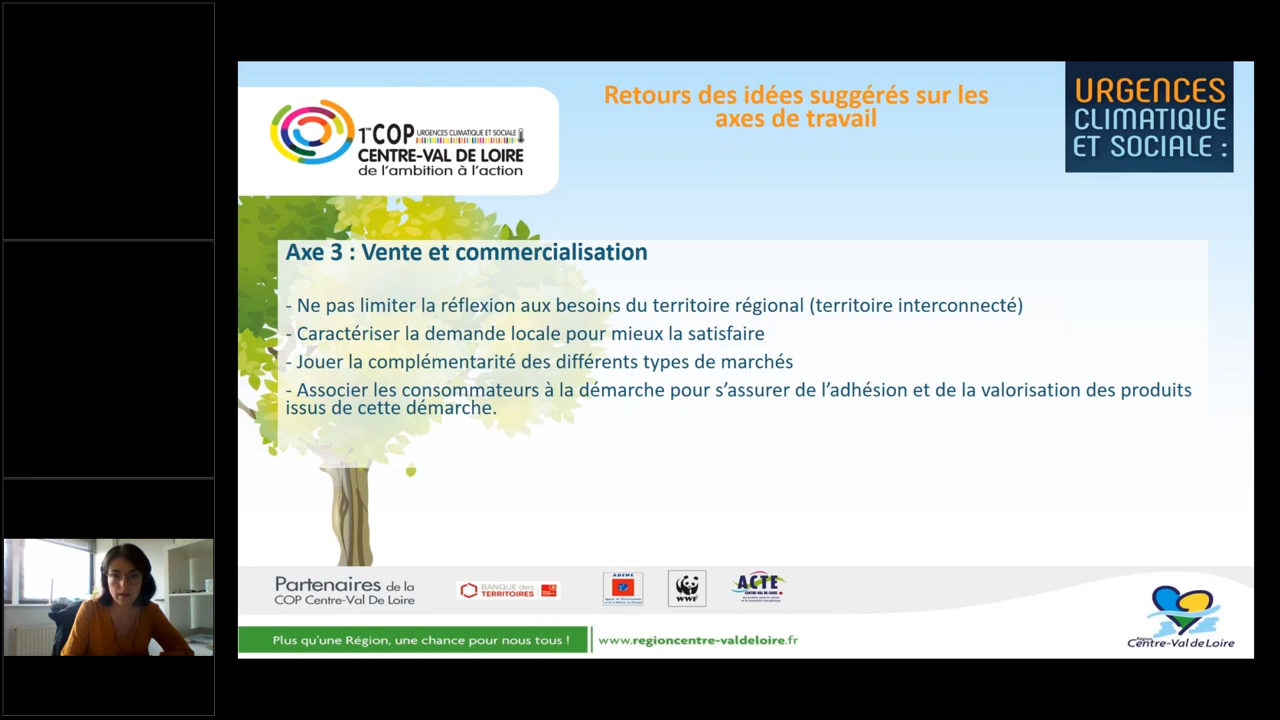 Retours des idées suggérés sur les
axes de travail
URGENCES
CLIMATIQUE
ET SOCIALE :
1ère COP URGENCES CLIMATIQUE ET SOCIALE
CENTRE-VAL DE LOIRE
de l'ambition à l'action
Axe 3 : Vente et commercialisation
- Ne pas limiter la réflexion aux besoins du territoire régional (territoire interconnecté)
- Caractériser la demande locale pour mieux la satisfaire
- Jouer la complémentarité des différents types de marchés
- Associer les consommateurs à la démarche pour s'assurer de l'adhésion et de la valorisation des produits
issus de cette démarche.
Partenaires de la
COP Centre-Val De Loire
BANQUE des
TERRITOIRES
ADEME
WWF
ACTE
CENTRE-VAL DE LOIRE
Centre-Val de Loire
Plus qu'une Région, une chance pour nous tous !
www.regioncentre-valdeloire.fr